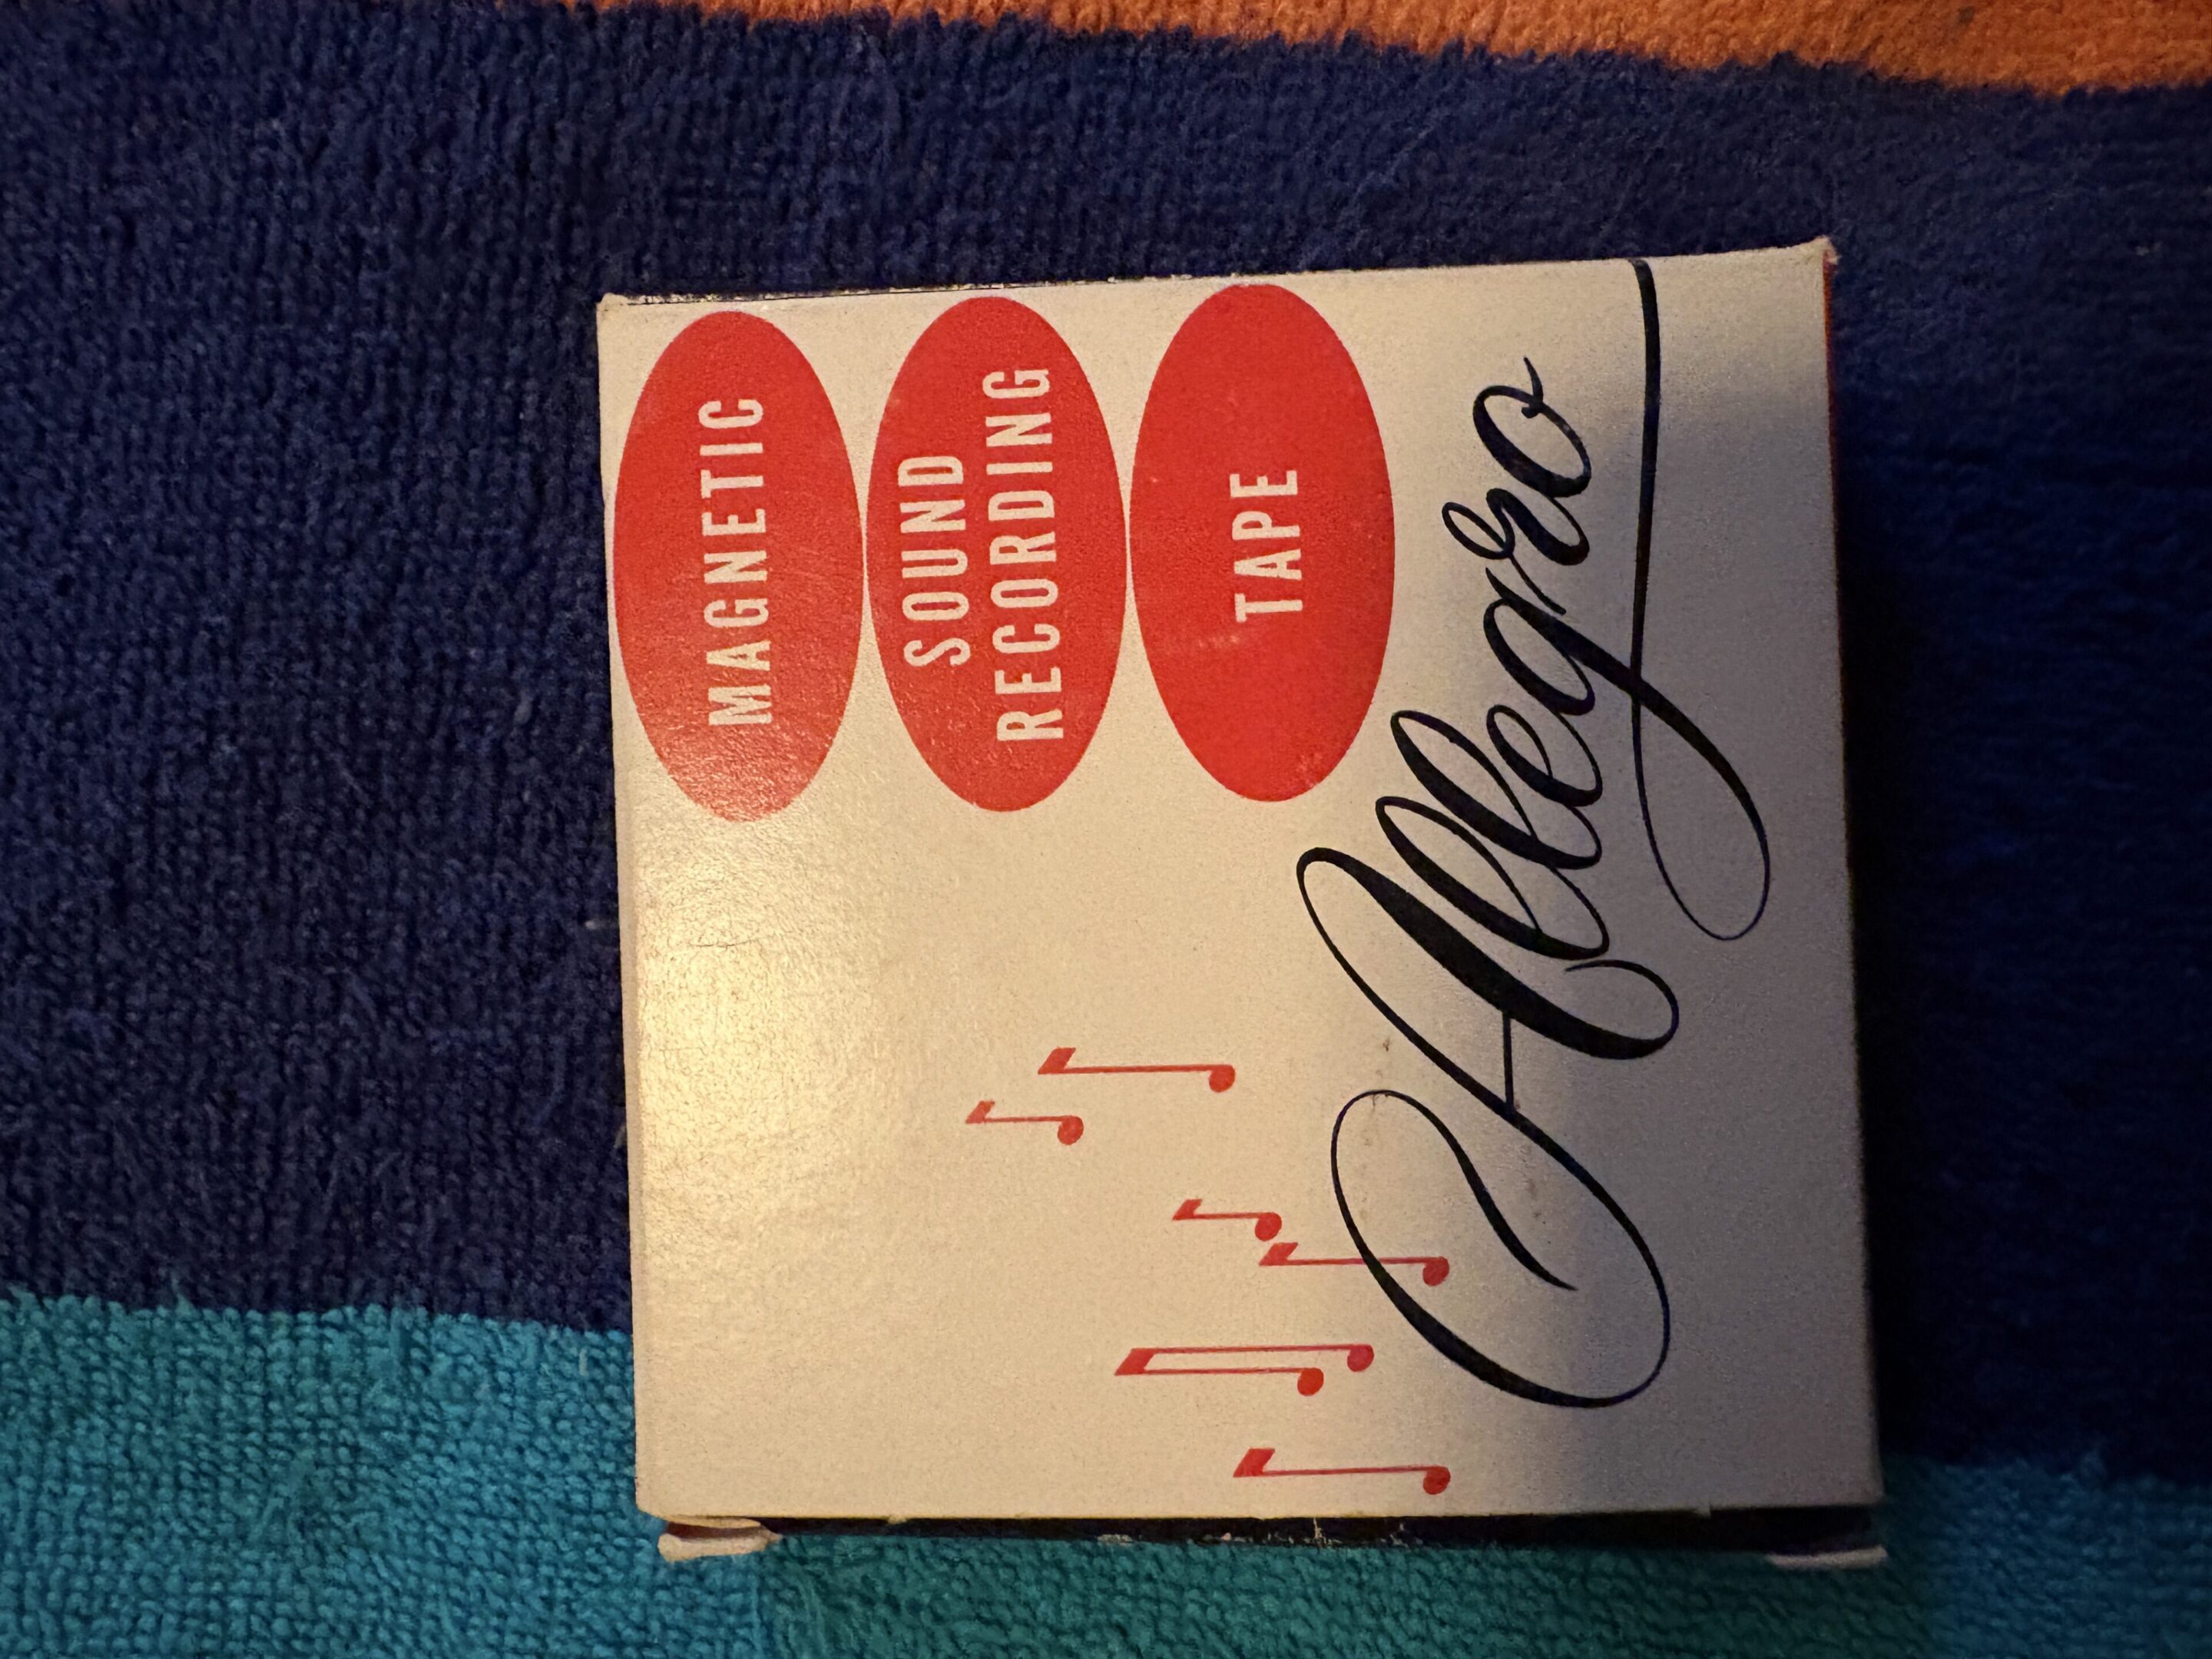 MAGNETIC
SOUND
RECORDING
TAPE
Allegro